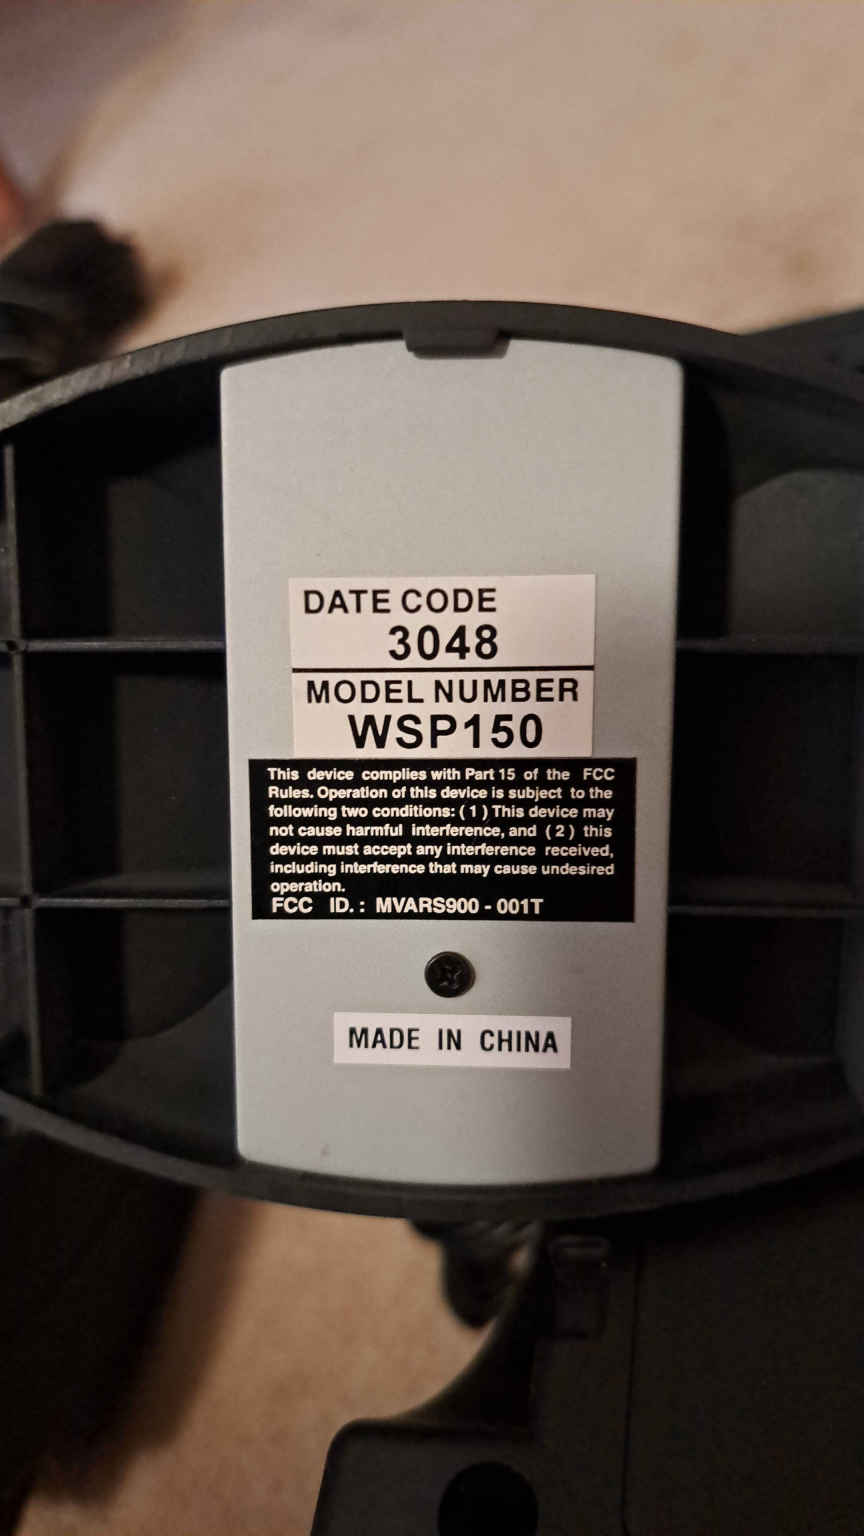 DATE CODE
3048
MODEL NUMBER
WSP150
This device complies with Part 15 of the FCC
Rules. Operation of this device is subject to the
following two conditions: ( 1 ) This device may
not cause harmful interference, and ( 2 ) this
device must accept any interference received,
including interference that may cause undesired
operation.
FCC ID. : MVARS900 - 001T
MADE IN CHINA